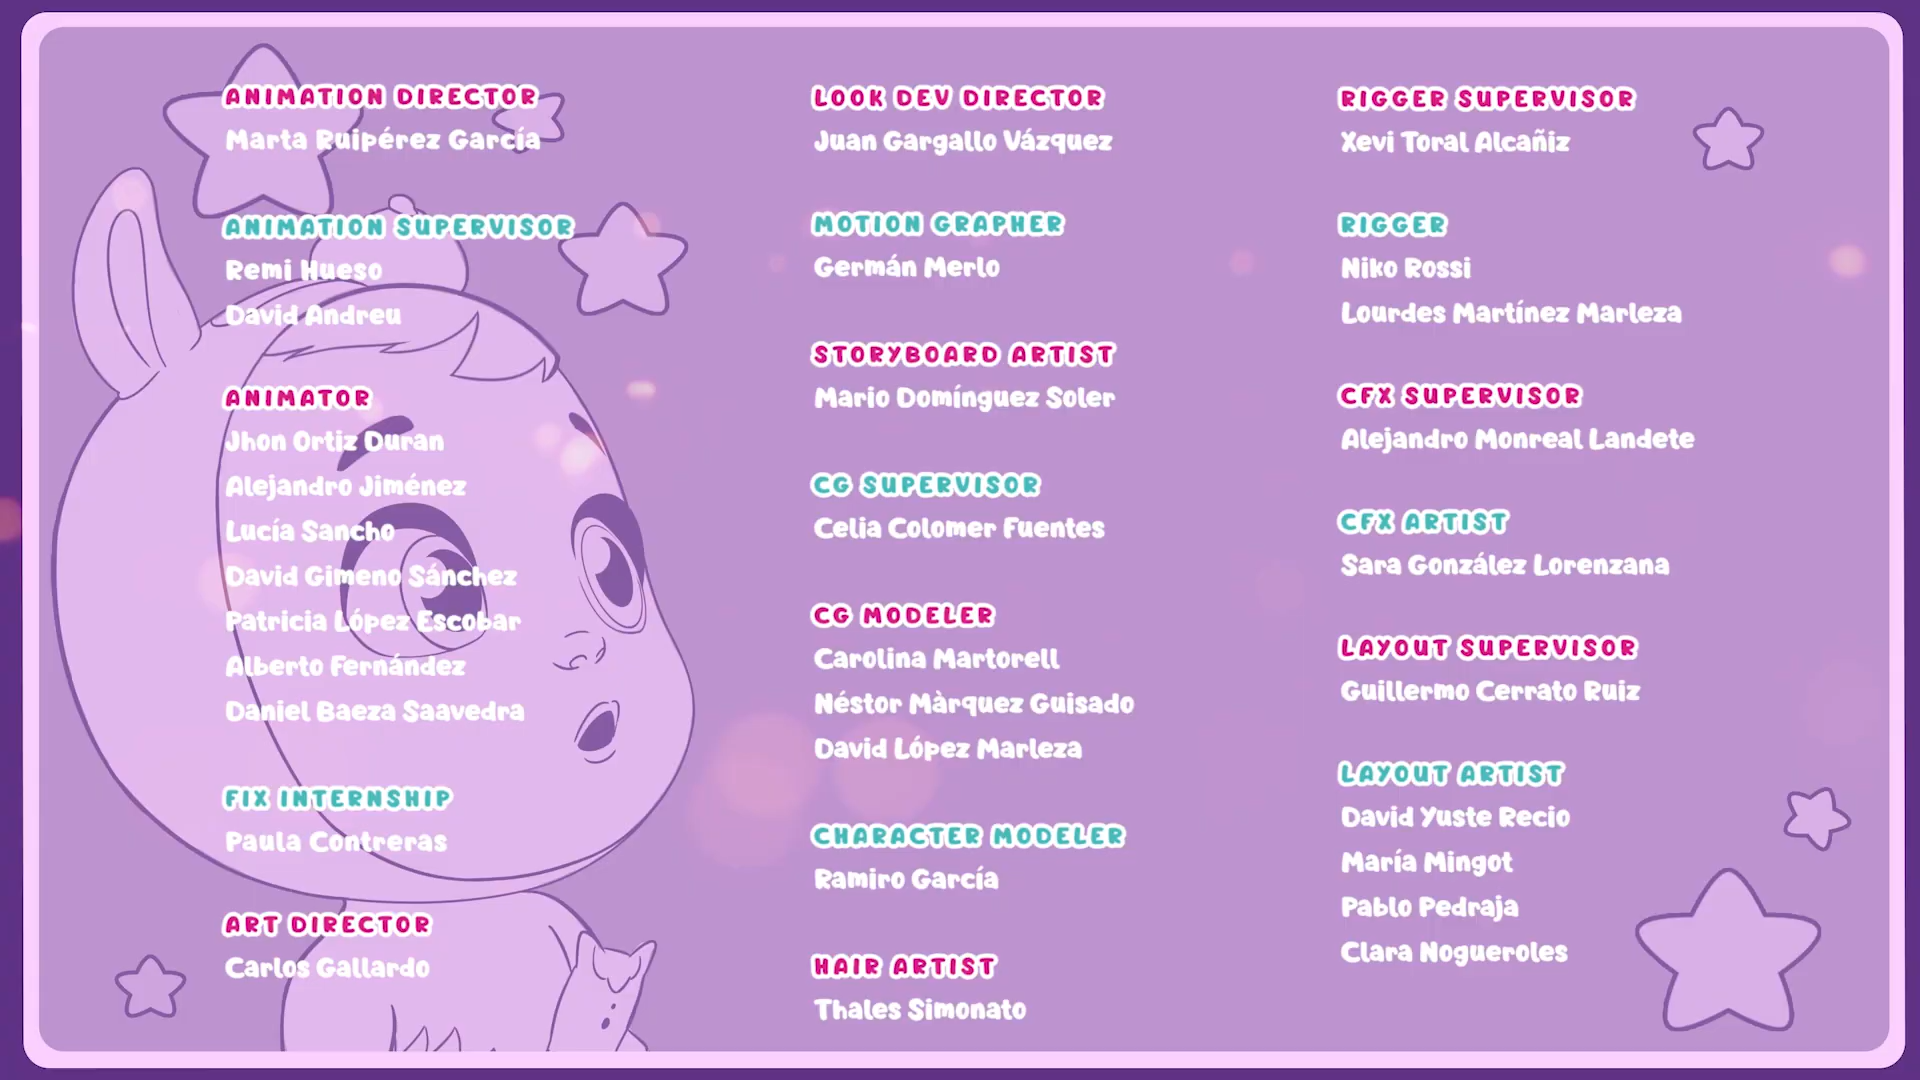 ANIMATION DIRECTOR
Marta Ruipérez García
ANIMATION SUPERVISOR
Remi Hueso
David Andreu
ANIMATOR
Jhon Ortiz Duran
Alejandro Jiménez
Lucía Sancho
David Gimeno Sánchez
Patricia López Escobar
Alberto Fernández
Daniel Baeza Saavedra
FIX INTERNSHIP
Paula Contreras
ART DIRECTOR
Carlos Gallardo
LOOK DEV DIRECTOR
Juan Gargallo Vázquez
MOTION GRAPHER
Germán Merlo
STORYBOARD ARTIST
Mario Domínguez Soler
CG SUPERVISOR
Celia Colomer Fuentes
CG MODELER
Carolina Martorell
Néstor Màrquez Guisado
David López Marleza
CHARACTER MODELER
Ramiro García
HAIR ARTIST
Thales Simonato
RIGGER SUPERVISOR
Xevi Toral Alcañiz
RIGGER
Niko Rossi
Lourdes Martínez Marleza
CFX SUPERVISOR
Alejandro Monreal Landete
CFX ARTIST
Sara González Lorenzana
LAYOUT SUPERVISOR
Guillermo Cerrato Ruiz
LAYOUT ARTIST
David Yuste Recio
María Mingot
Pablo Pedraja
Clara Nogueroles